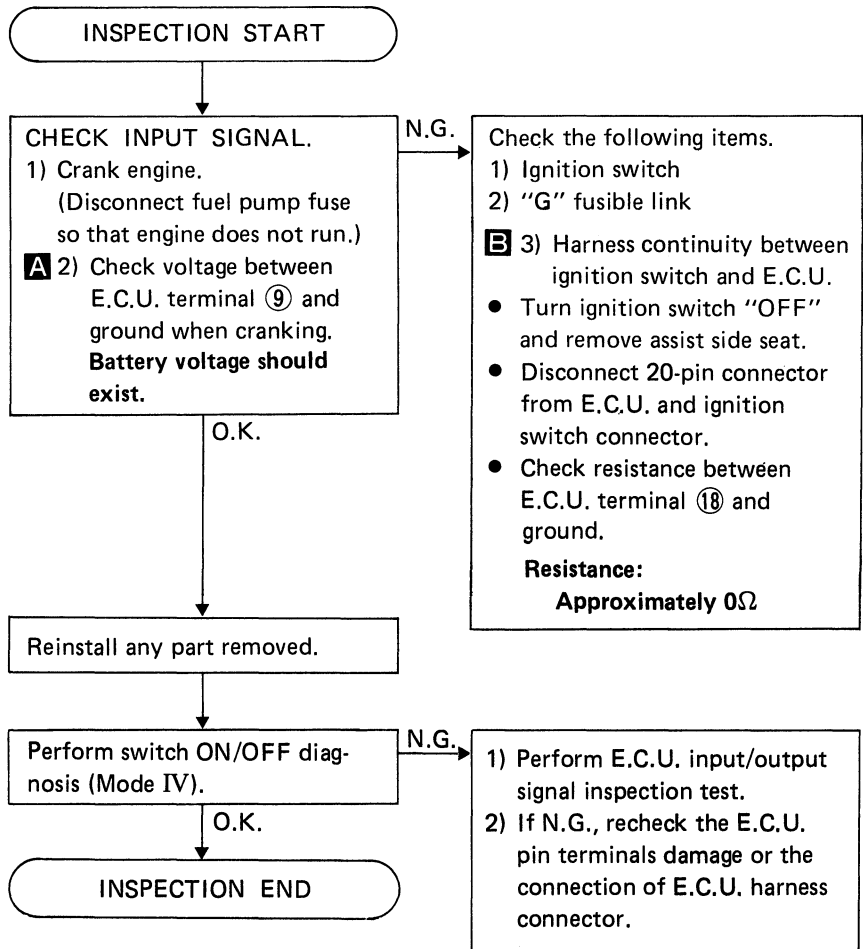 INSPECTION START
CHECK INPUT SIGNAL.
1) Crank engine.
(Disconnect fuel pump fuse
so that engine does not run.)
A 2) Check voltage between
E.C.U. terminal ⑨ and
ground when cranking.
Battery voltage should
exist.
N.G.
Check the following items.
1) Ignition switch
2) "G" fusible link
B 3) Harness continuity between
ignition switch and E.C.U.
● Turn ignition switch "OFF"
and remove assist side seat.
● Disconnect 20-pin connector
from E.C.U. and ignition
switch connector.
● Check resistance between
E.C.U. terminal ⑱ and
ground.
Resistance:
Approximately 0Ω
O.K.
Reinstall any part removed.
Perform switch ON/OFF diag-
nosis (Mode IV).
N.G.
1) Perform E.C.U. input/output
signal inspection test.
2) If N.G., recheck the E.C.U.
pin terminals damage or the
connection of E.C.U. harness
connector.
O.K.
INSPECTION END